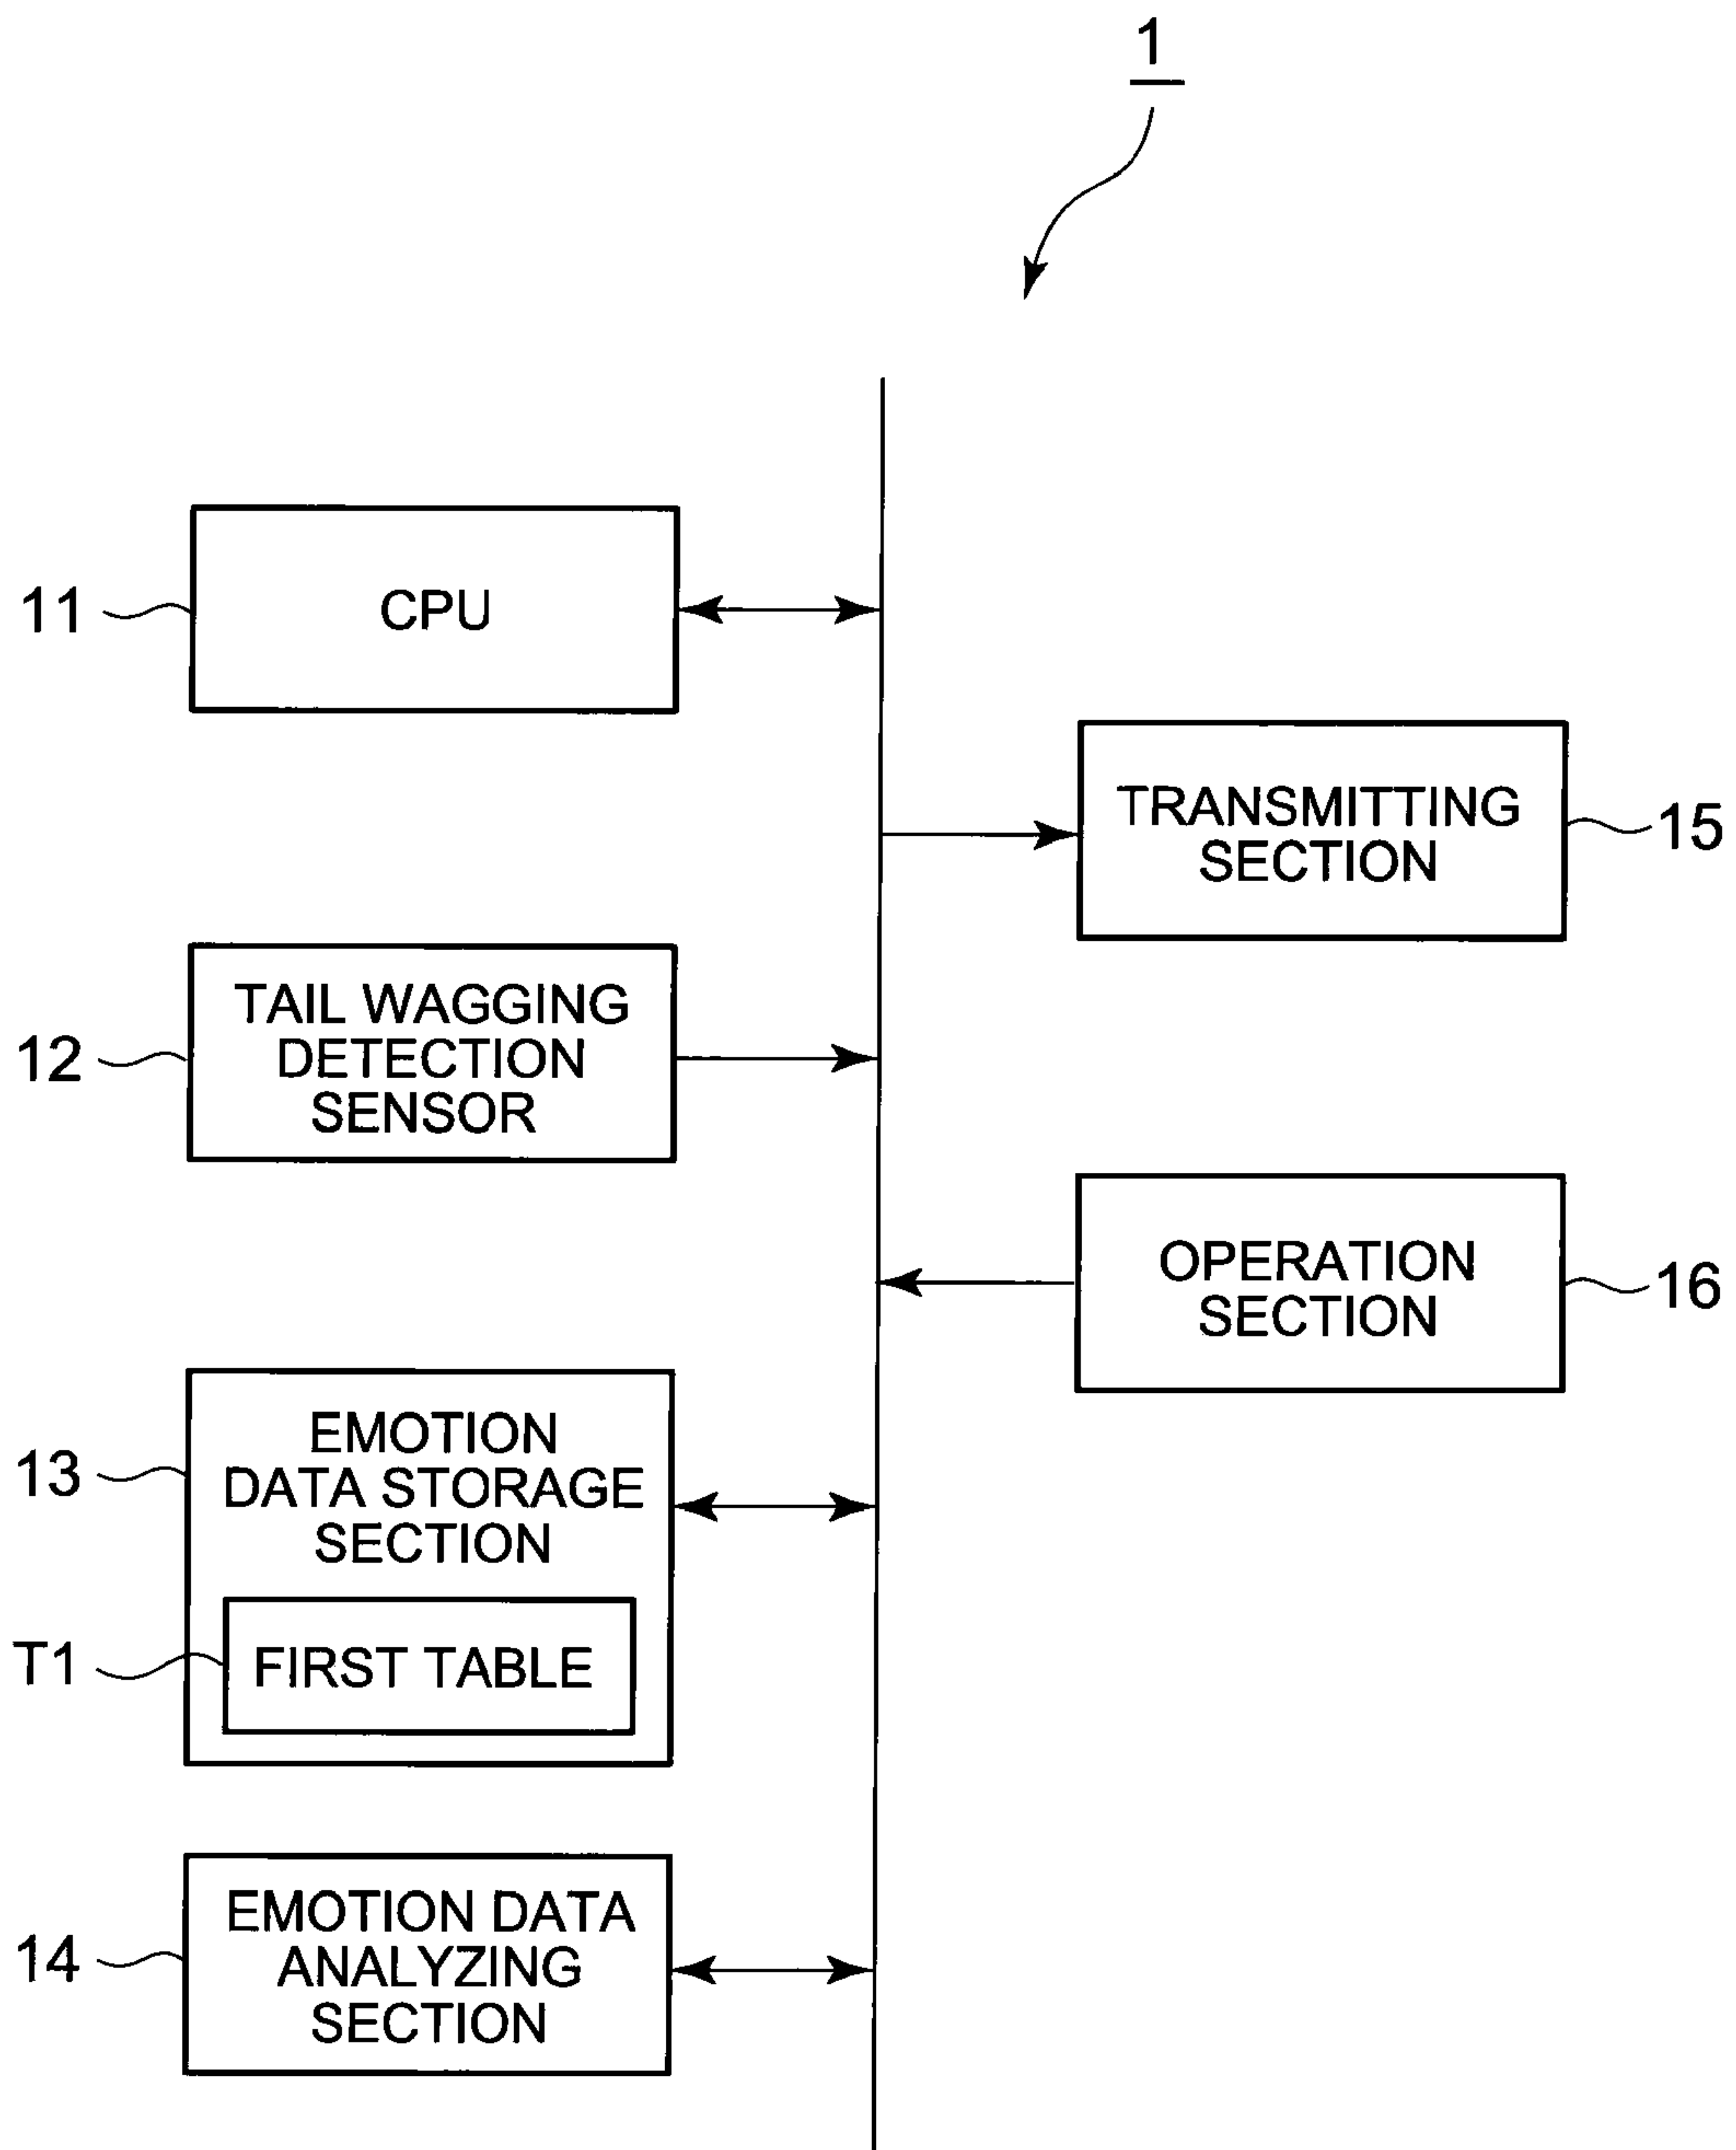 1
11
CPU
TRANSMITTING
SECTION
15
12
TAIL WAGGING
DETECTION
SENSOR
OPERATION
SECTION
16
13
EMOTION
DATA STORAGE
SECTION
T1
FIRST TABLE
14
EMOTION DATA
ANALYZING
SECTION